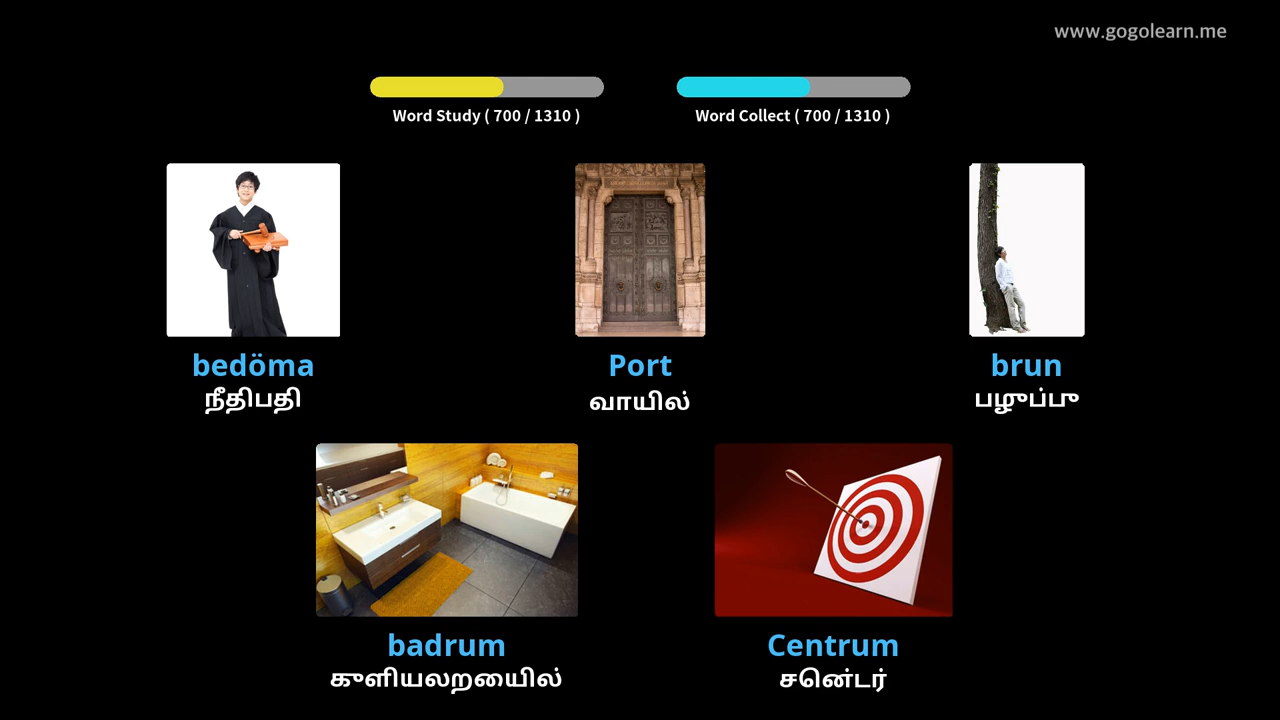 www.gogolearn.me
Word Study ( 700 / 1310 )
Word Collect ( 700 / 1310 )
bedöma
நீதிபதி
Port
வாயில்
brun
பழுப்பு
badrum
குளியலறையில்
Centrum
சென்டர்